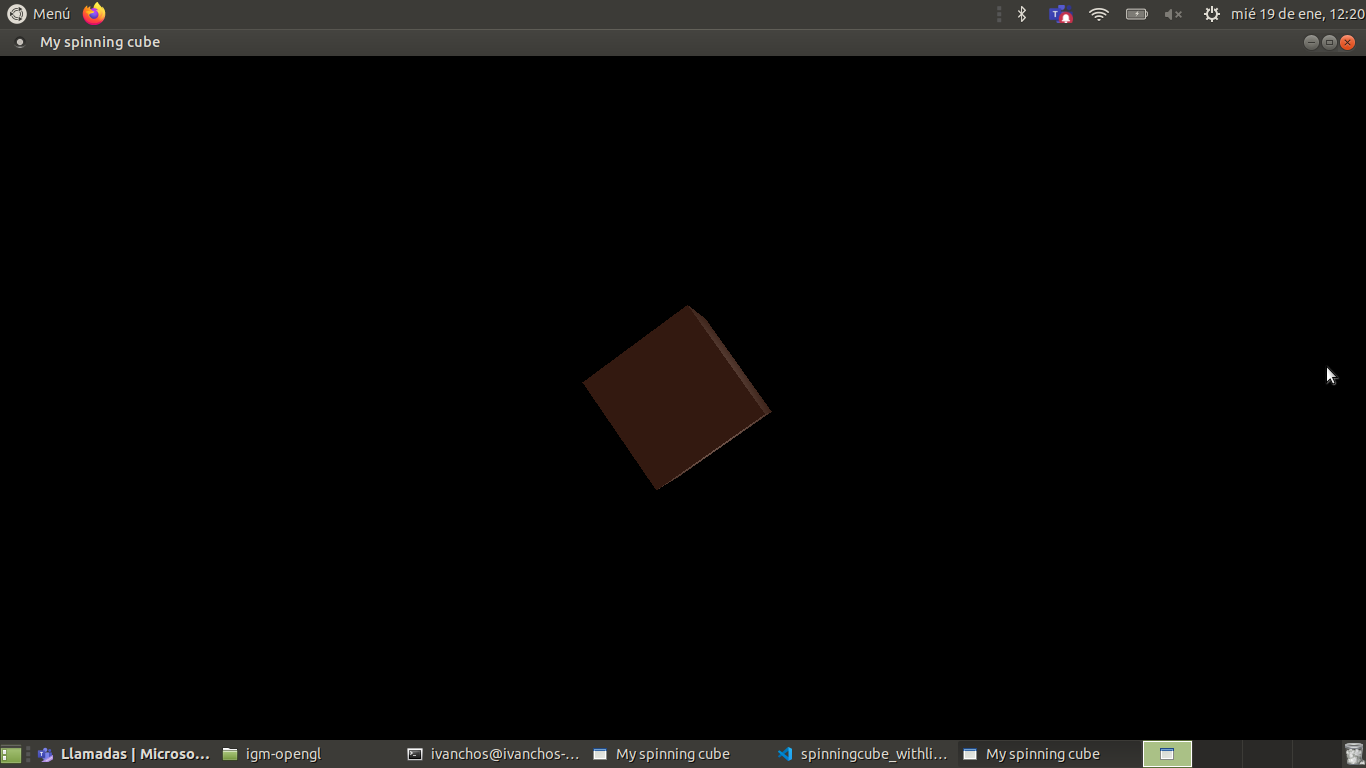 Menú
mié 19 de ene, 12:20
My spinning cube
Llamadas | Microso...
igm-opengl
ivanchos@ivanchos-...
My spinning cube
spinningcube_withli...
My spinning cube